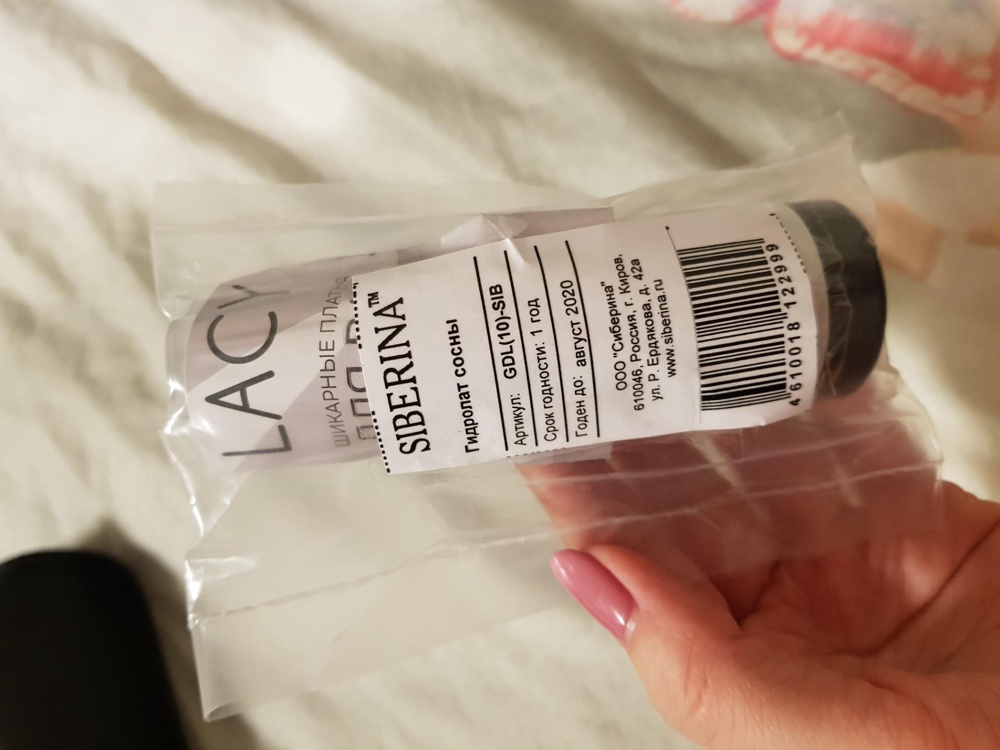 LACY
ШИКАРНЫЕ
ДЛЯ
SIBERINA™
Гидролат сосны
Артикул: GDL(10)-SIB
Срок годности: 1 год
Годен до: август 2020
ООО "Сиберина"
610046, Россия, г. Киров,
ул. Р. Ердякова, д. 42а
www.siberina.ru
4 610018 122999